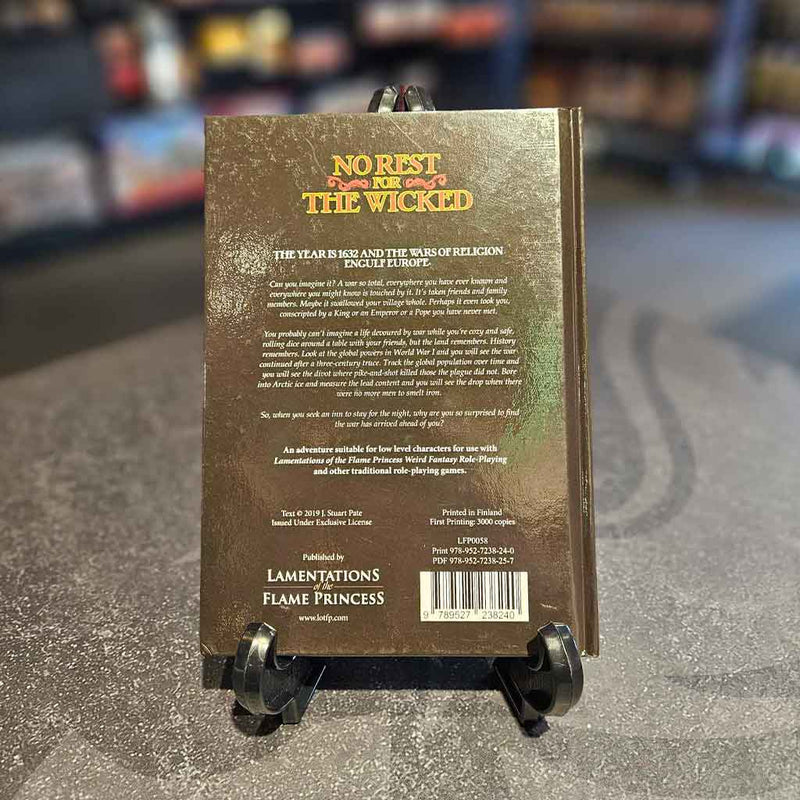 NO REST
FOR
THE WICKED
THE YEAR IS 1632 AND THE WARS OF RELIGION
ENGULF EUROPE.
Can you imagine it? A war so total, everywhere you have ever known and
everywhere you might know is touched by it. It's taken friends and family
members. Maybe it swallowed your village whole. Perhaps it even took you,
conscripted by a King or an Emperor or a Pope you have never met.
You probably can't imagine a life devoured by war while you're cozy and safe,
rolling dice around a table with your friends, but the land remembers. History
remembers. Look at the global powers in World War I and you will see the war
continued after a three-century truce. Track the global population over time and
you will see the divot where pike-and-shot killed those the plague did not. Bore
into Arctic ice and measure the lead content and you will see the drop when there
were no more men to smelt iron.
So, when you seek an inn to stay for the night, why are you so surprised to find
the war has arrived ahead of you?
An adventure suitable for low level characters for use with
Lamentations of the Flame Princess Weird Fantasy Role-Playing
and other traditional role-playing games.
Text © 2019 J. Stuart Pate
Issued Under Exclusive License
Printed in Finland
First Printing: 3000 copies
LFP0058
Print 978-952-7238-24-0
PDF 978-952-7238-25-7
Published by
LAMENTATIONS
of the
FLAME PRINCESS
www.lotfp.com
9 789527 238240